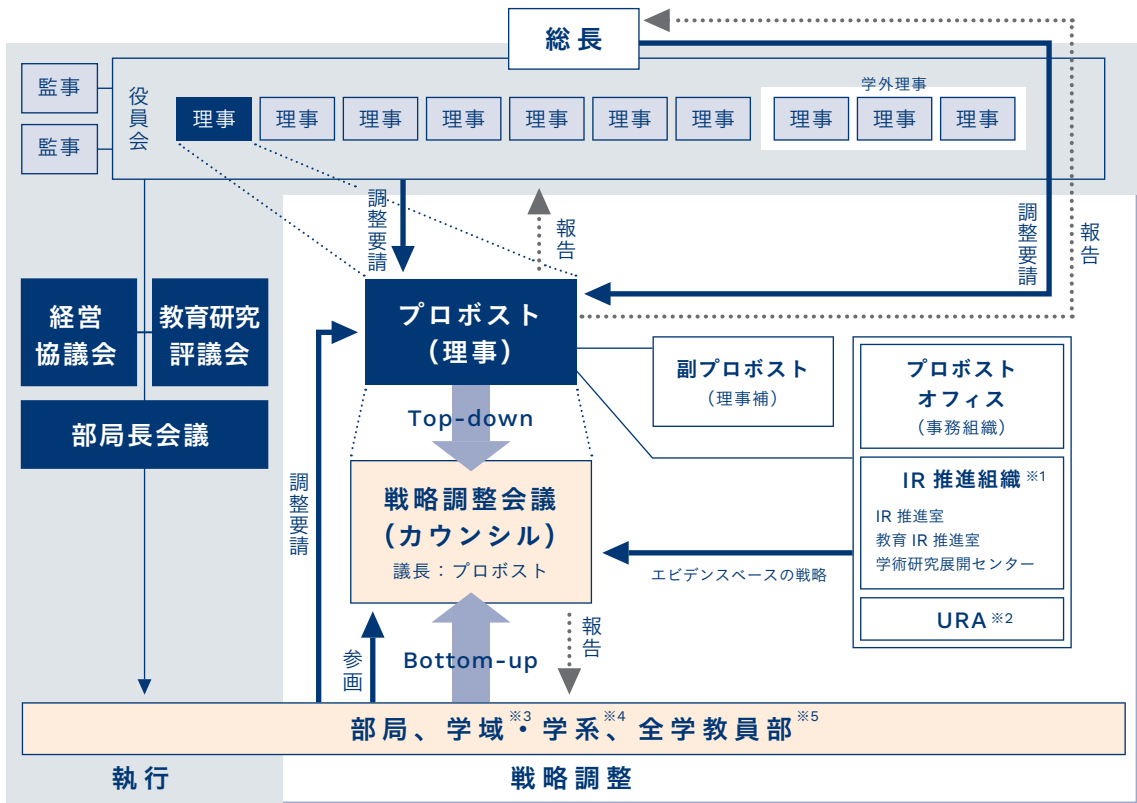 総長
監事
監事
役員会
理事
理事
理事
理事
理事
理事
理事
学外理事
理事
理事
理事
調整要請
報告
調整要請
報告
経営
協議会
教育研究
評議会
部局長会議
プロボスト
(理事)
副プロボスト
(理事補)
プロボスト
オフィス
(事務組織)
Top-down
IR 推進組織 ※1
IR 推進室
教育 IR 推進室
学術研究展開センター
URA ※2
調整要請
戦略調整会議
(カウンシル)
議長:プロボスト
エビデンスベースの戦略
参画
Bottom-up
報告
部局、学域※3・学系※4、全学教員部※5
執行
戦略調整